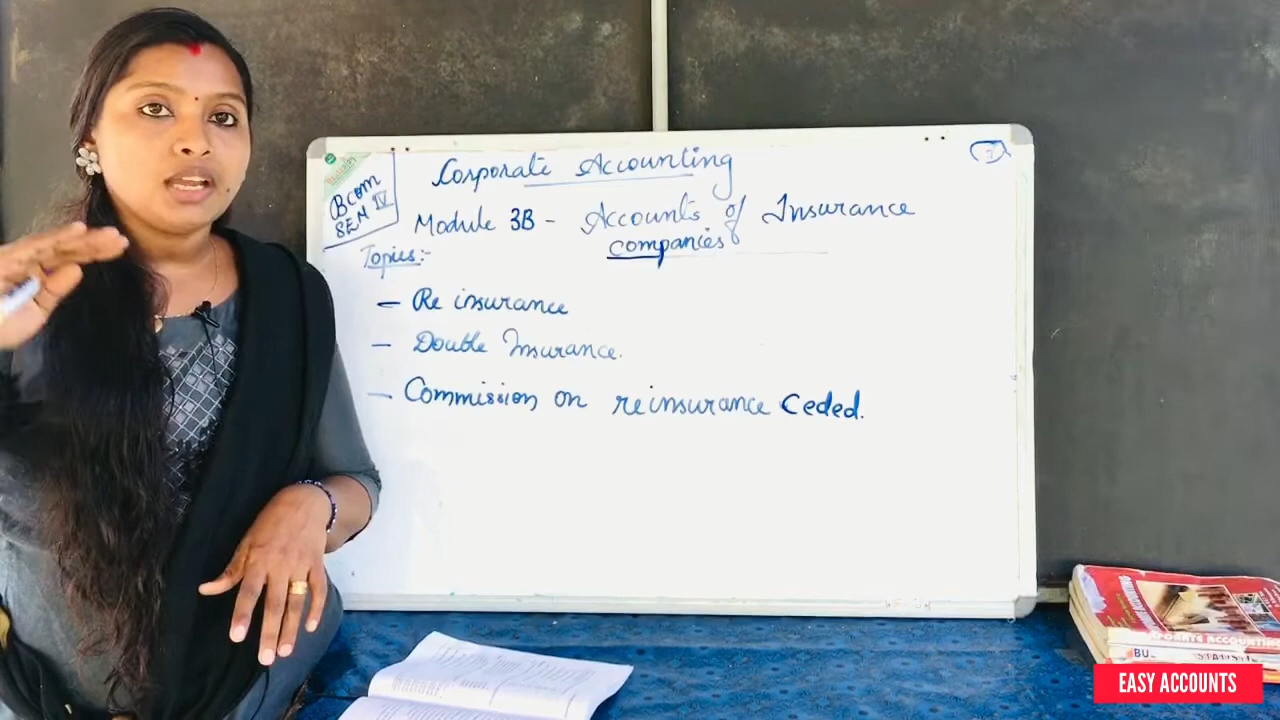 Corporate Accounting
Bcom
SEM IV
Module 3B - Accounts of Insurance
companies
Topics:-
- Re insurance
- Double Insurance.
- Commission on reinsurance Ceded.
EASY ACCOUNTS